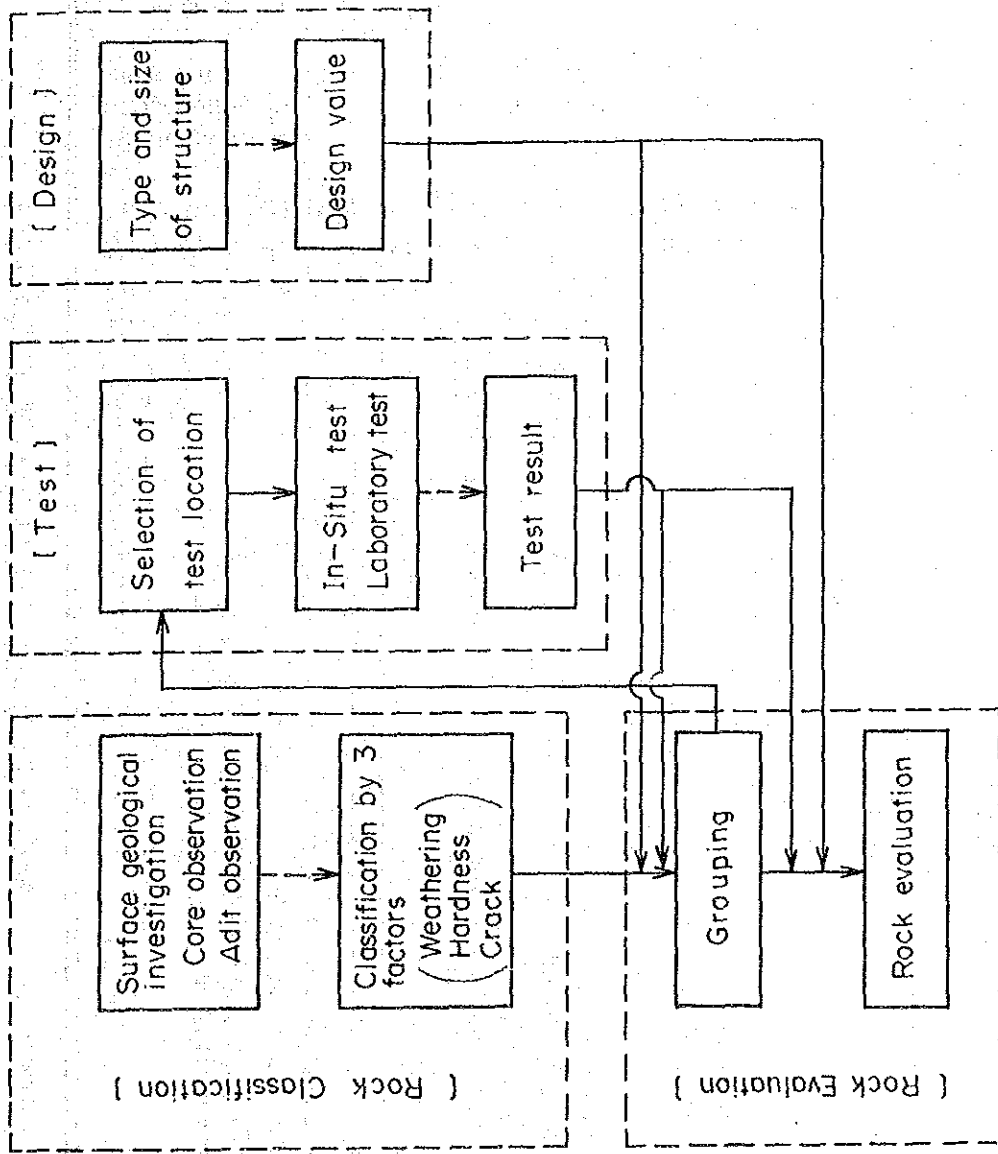 [ Rock Classification ]
Surface geological
investigation
Core observation
Adit observation
Classification by 3
factors
(Weathering
Hardness
Crack)
[ Test ]
Selection of
test location
In-Situ test
Laboratory test
Test result
[ Design ]
Type and size
of structure
Design value
[ Rock Evaluation ]
Grouping
Rock evaluation